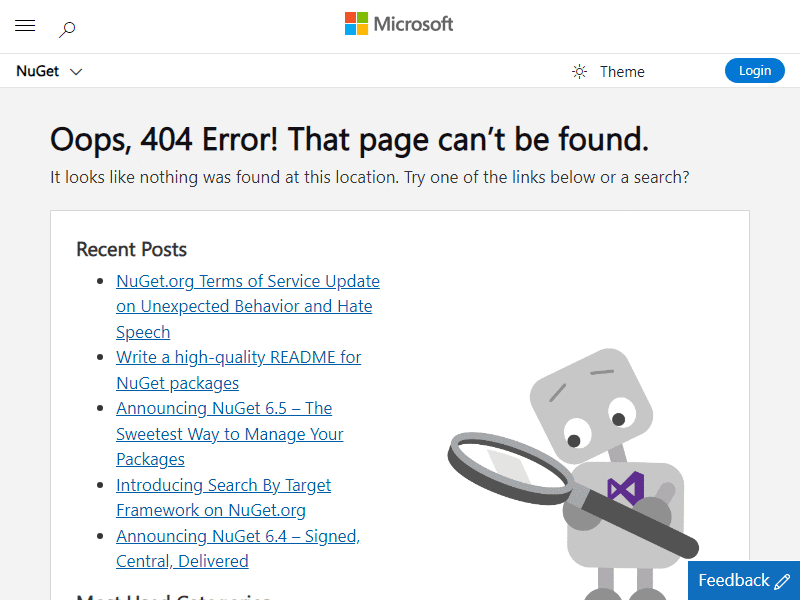 Microsoft
NuGet
Theme
Login
Oops, 404 Error! That page can’t be found.
It looks like nothing was found at this location. Try one of the links below or a search?
Recent Posts
NuGet.org Terms of Service Update
on Unexpected Behavior and Hate
Speech
Write a high-quality README for
NuGet packages
Announcing NuGet 6.5 – The
Sweetest Way to Manage Your
Packages
Introducing Search By Target
Framework on NuGet.org
Announcing NuGet 6.4 – Signed,
Central, Delivered
Most Used Categories
Feedback